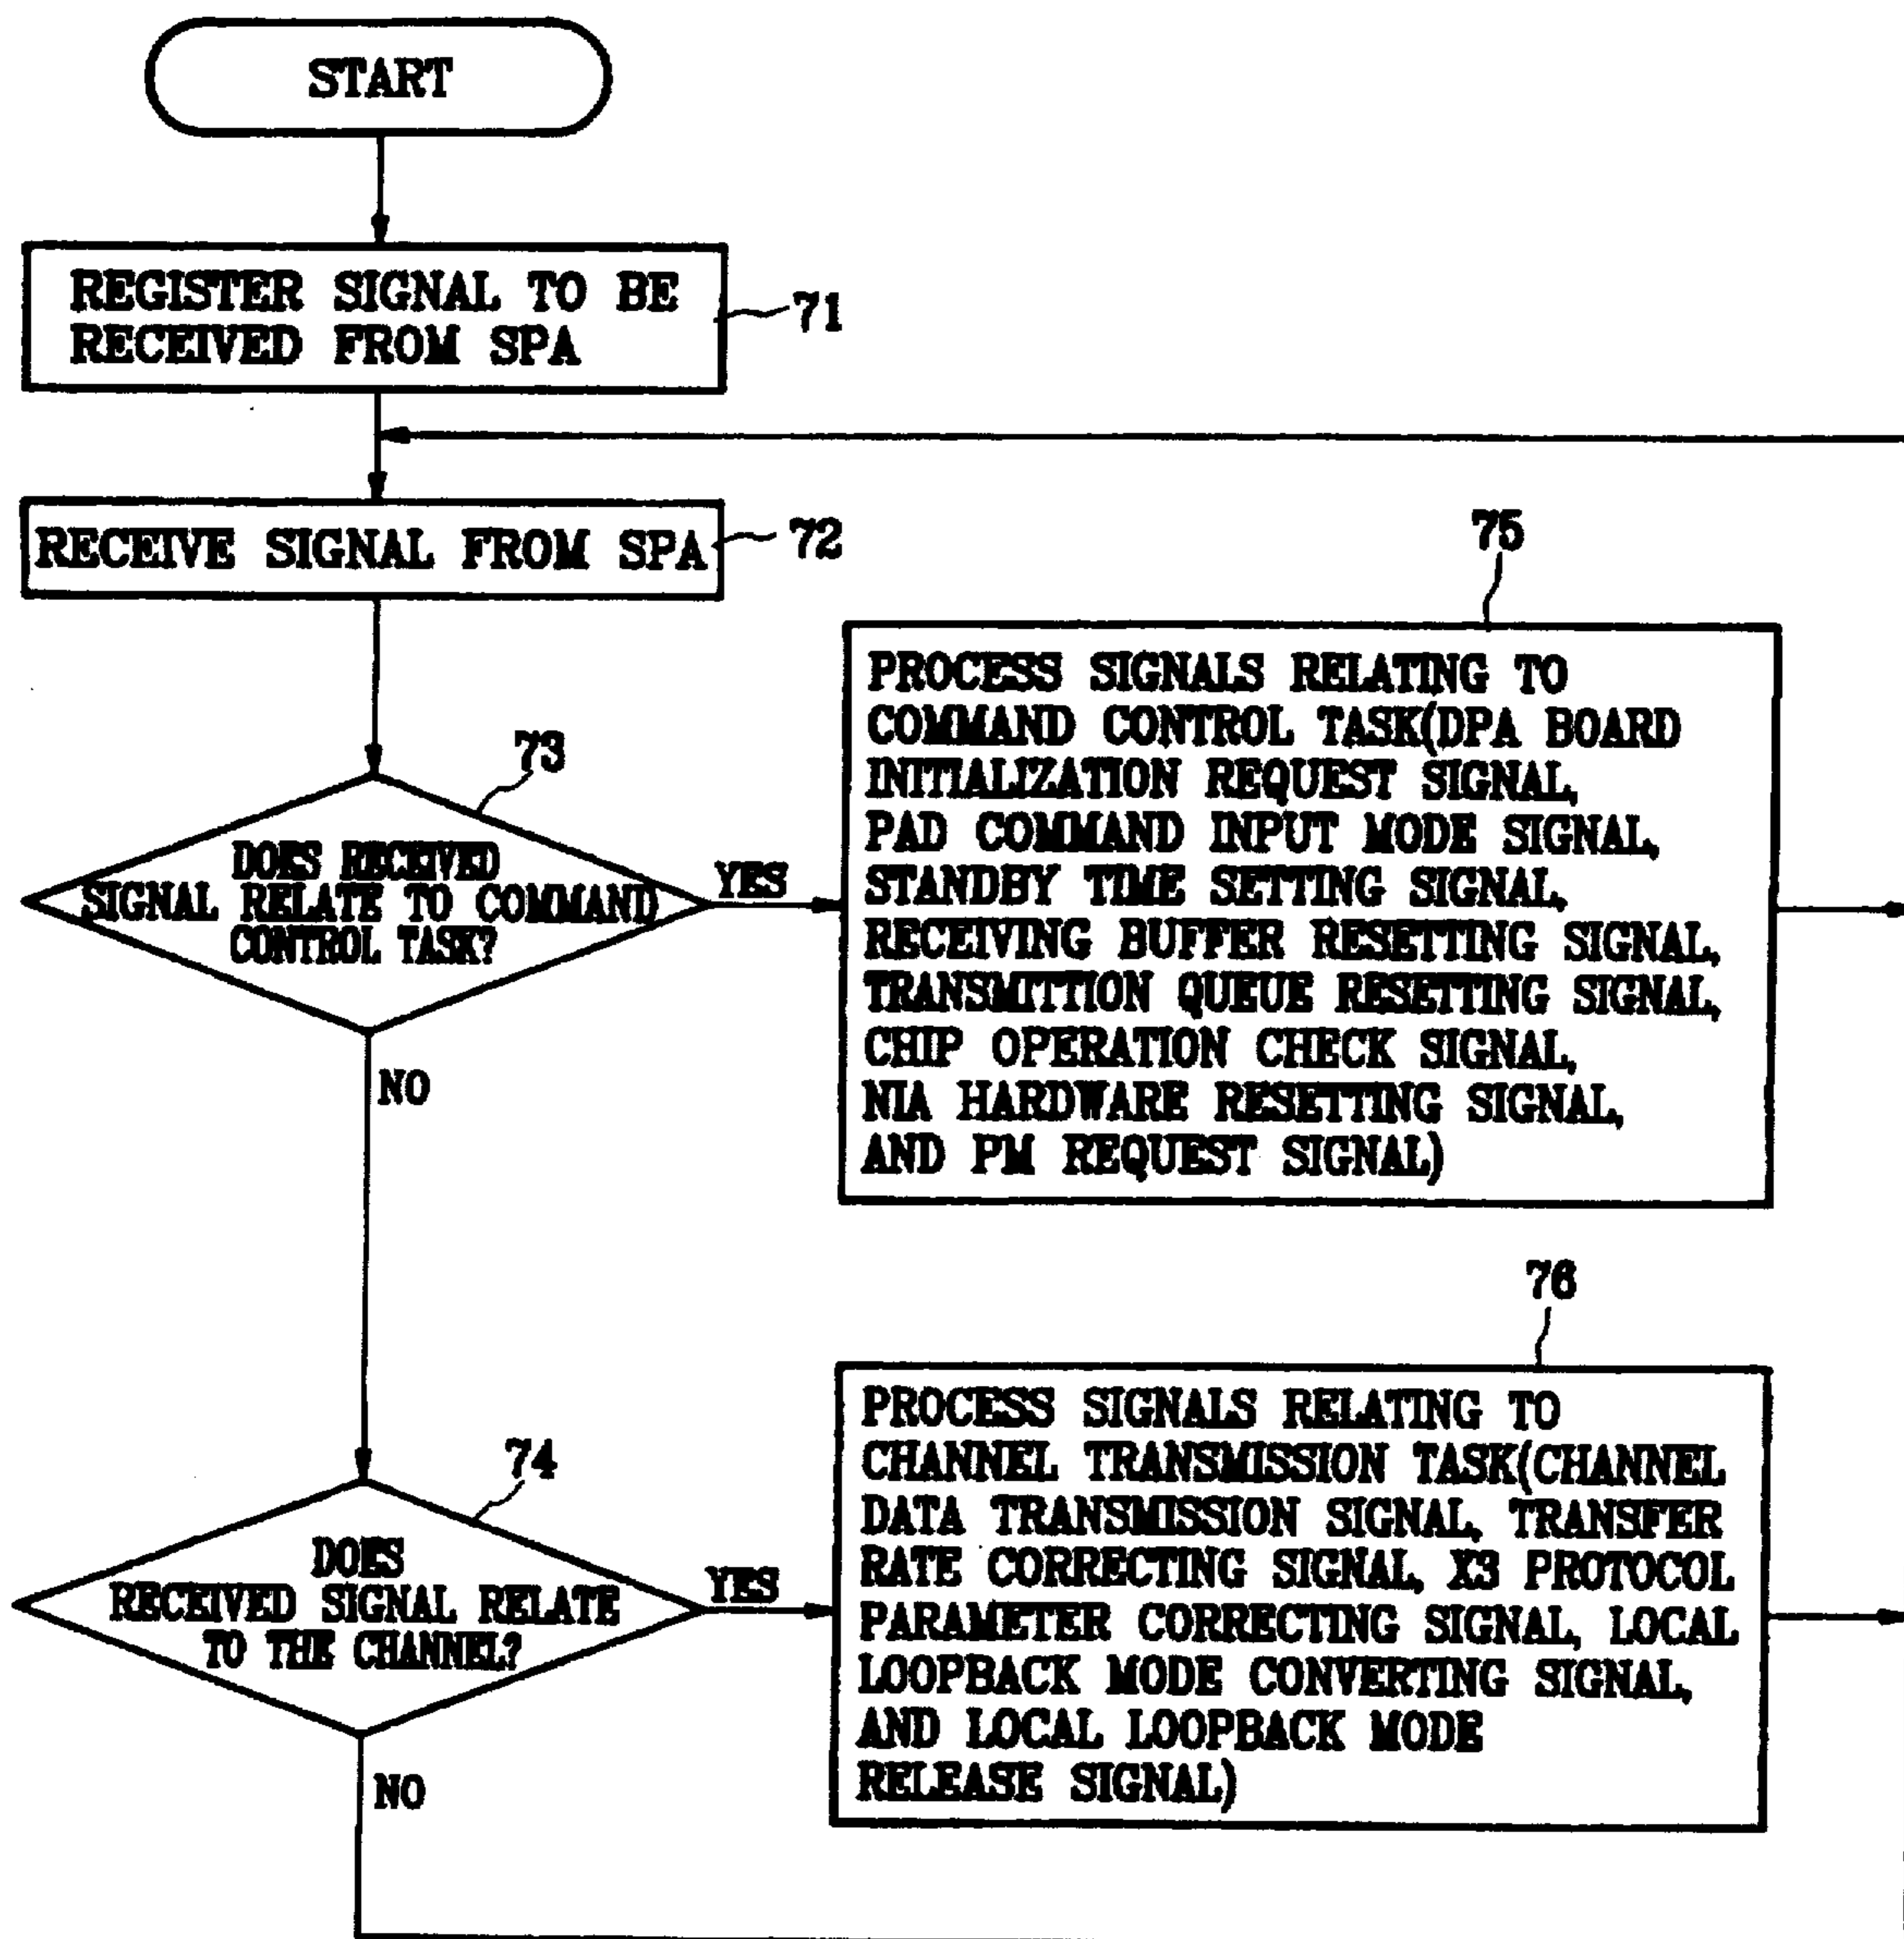 START
REGISTER SIGNAL TO BE
RECEIVED FROM SPA
71
RECEIVE SIGNAL FROM SPA
72
73
DOES RECEIVED
SIGNAL RELATE TO COMMAND
CONTROL TASK?
YES
NO
75
PROCESS SIGNALS RELATING TO
COMMAND CONTROL TASK(DPA BOARD
INITIALIZATION REQUEST SIGNAL,
PAD COMMAND INPUT MODE SIGNAL,
STANDBY TIME SETTING SIGNAL,
RECEIVING BUFFER RESETTING SIGNAL,
TRANSMITTION QUEUE RESETTING SIGNAL,
CHIP OPERATION CHECK SIGNAL,
NIA HARDWARE RESETTING SIGNAL,
AND PM REQUEST SIGNAL)
74
DOES
RECEIVED SIGNAL RELATE
TO THE CHANNEL?
YES
NO
76
PROCESS SIGNALS RELATING TO
CHANNEL TRANSMISSION TASK(CHANNEL
DATA TRANSMISSION SIGNAL, TRANSFER
RATE CORRECTING SIGNAL, X3 PROTOCOL
PARAMETER CORRECTING SIGNAL, LOCAL
LOOPBACK MODE CONVERTING SIGNAL,
AND LOCAL LOOPBACK MODE
RELEASE SIGNAL)